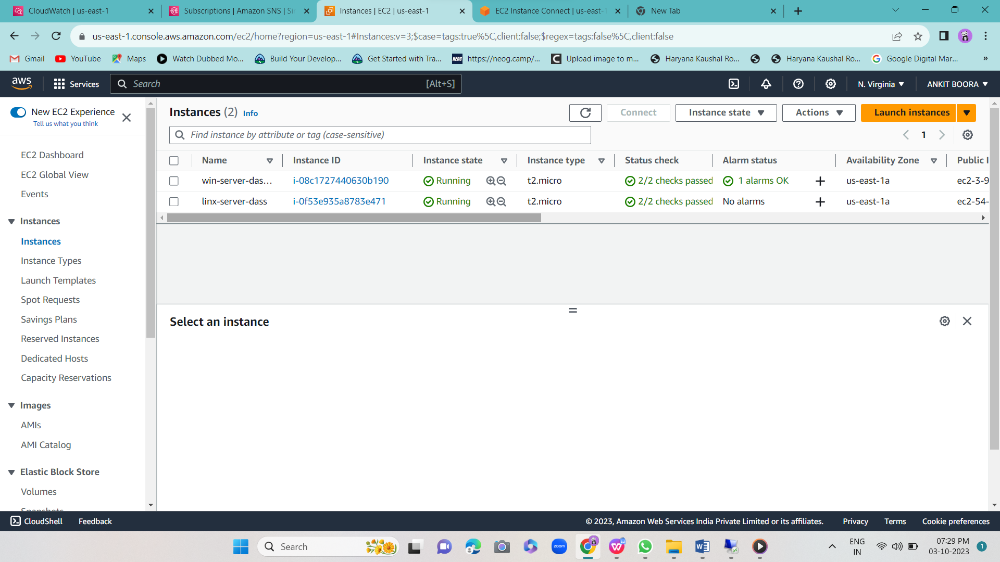 CloudWatch | us-east-1
Subscriptions | Amazon SNS | Si
Instances | EC2 | us-east-1
EC2 Instance Connect | us-east-1
New Tab
us-east-1.console.aws.amazon.com/ec2/home?region=us-east-1#Instances:v=3;$case=tags:true%5C,client:false;$regex=tags:false%5C,client:false
Gmail
YouTube
Maps
Watch Dubbed Mo...
Build Your Develop...
Get Started with Tra...
NEOG
https://neog.camp/...
Upload image to m...
Haryana Kaushal Ro...
Haryana Kaushal Ro...
Google Digital Mar...
»
aws
Services
Search
[Alt+S]
N. Virginia
ANKIT BOORA
New EC2 Experience
Tell us what you think
EC2 Dashboard
EC2 Global View
Events
Instances
Instances
Instance Types
Launch Templates
Spot Requests
Savings Plans
Reserved Instances
Dedicated Hosts
Capacity Reservations
Images
AMIs
AMI Catalog
Elastic Block Store
Volumes
Snapshots
Instances (2) Info
Connect
Instance state
Actions
Launch instances
Find instance by attribute or tag (case-sensitive)
1
Name Instance ID Instance state Instance type Status check Alarm status Availability Zone Public I
win-server-das... i-08c1727440630b190 Running t2.micro 2/2 checks passed 1 alarms OK us-east-1a ec2-3-9
linx-server-dass i-0f53e935a8783e471 Running t2.micro 2/2 checks passed No alarms us-east-1a ec2-54-
Select an instance
CloudShell
Feedback
© 2023, Amazon Web Services India Private Limited or its affiliates.
Privacy
Terms
Cookie preferences
Search
zoom
ENG
IN
07:29 PM
03-10-2023
1